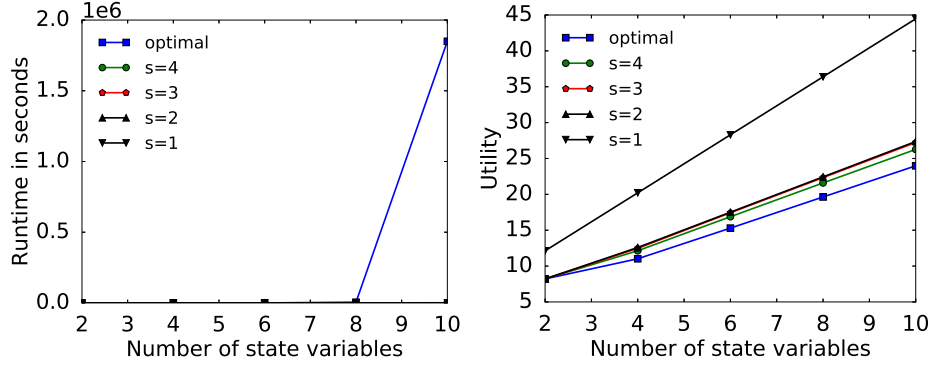 1e6
2.0
1.5
1.0
0.5
0.0
Runtime in seconds
optimal
s=4
s=3
s=2
s=1
2 3 4 5 6 7 8 9 10
Number of state variables
45
40
35
30
25
20
15
10
5
Utility
optimal
s=4
s=3
s=2
s=1
2 3 4 5 6 7 8 9 10
Number of state variables